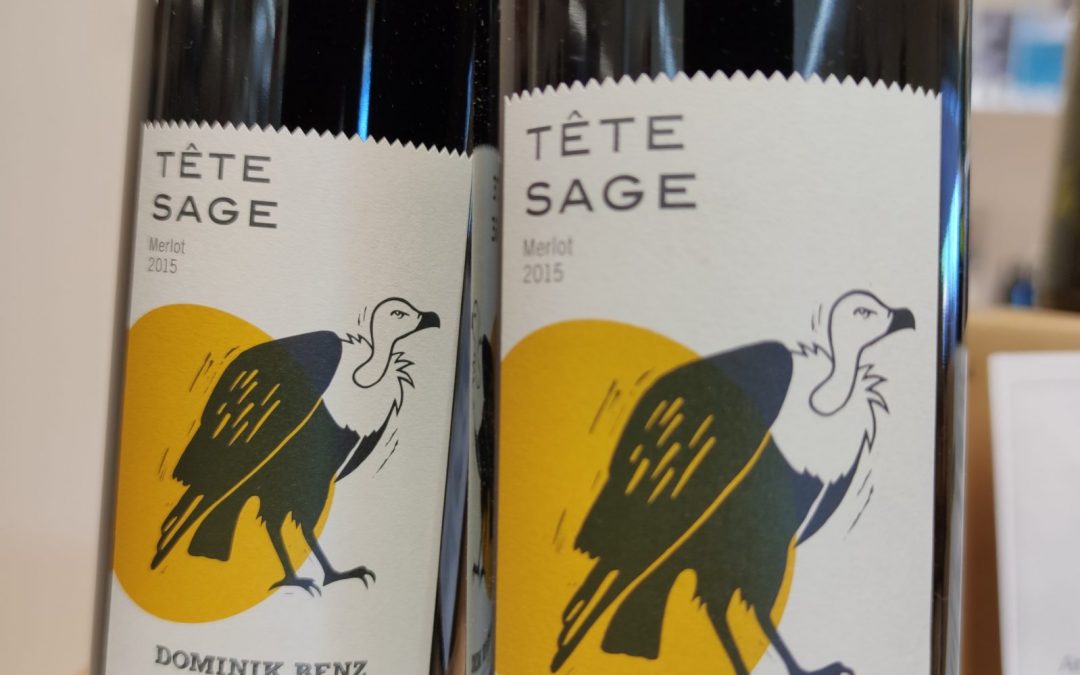 TÊTE
SAGE
Merlot
2015
DOMINIK BENZ
TÊTE
SAGE
Merlot
2015